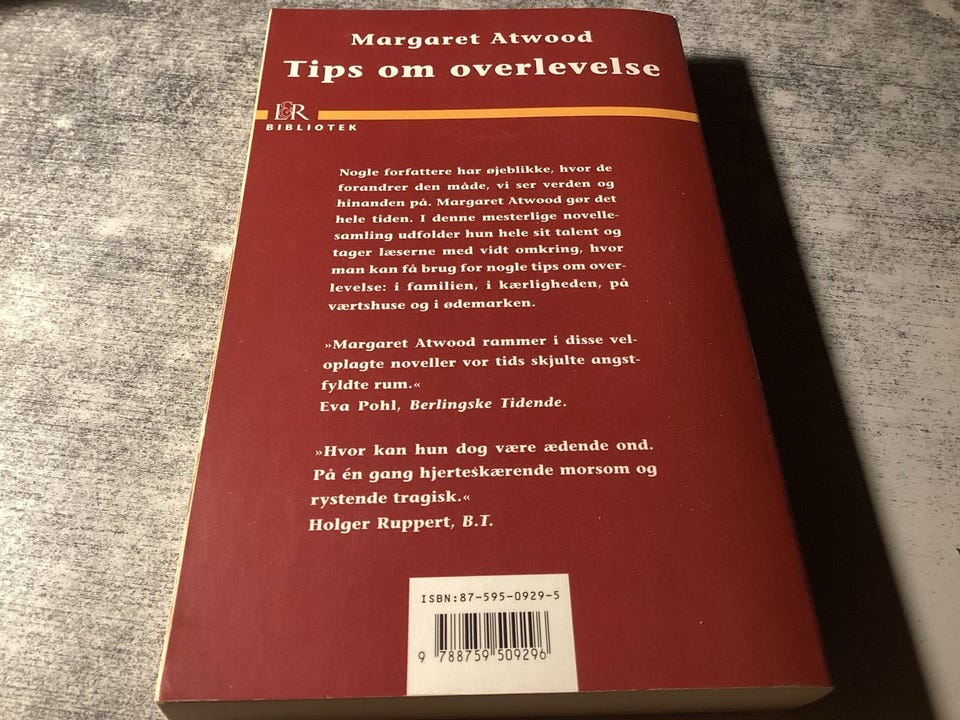 Margaret Atwood
Tips om overlevelse
L&R
BIBLIOTEK
Nogle forfattere har øjeblikke, hvor de
forandrer den måde, vi ser verden og
hinanden på. Margaret Atwood gør det
hele tiden. I denne mesterlige novelle-
samling udfolder hun hele sit talent og
tager læserne med vidt omkring, hvor
man kan få brug for nogle tips om over-
levelse: i familien, i kærligheden, på
værtshuse og i ødemarken.
»Margaret Atwood rammer i disse vel-
oplagte noveller vor tids skjulte angst-
fyldte rum.«
Eva Pohl, Berlingske Tidende.
»Hvor kan hun dog være ædende ond.
På én gang hjerteskærende morsom og
rystende tragisk.«
Holger Ruppert, B.T.
ISBN:87-595-0929-5
9 788759 509296